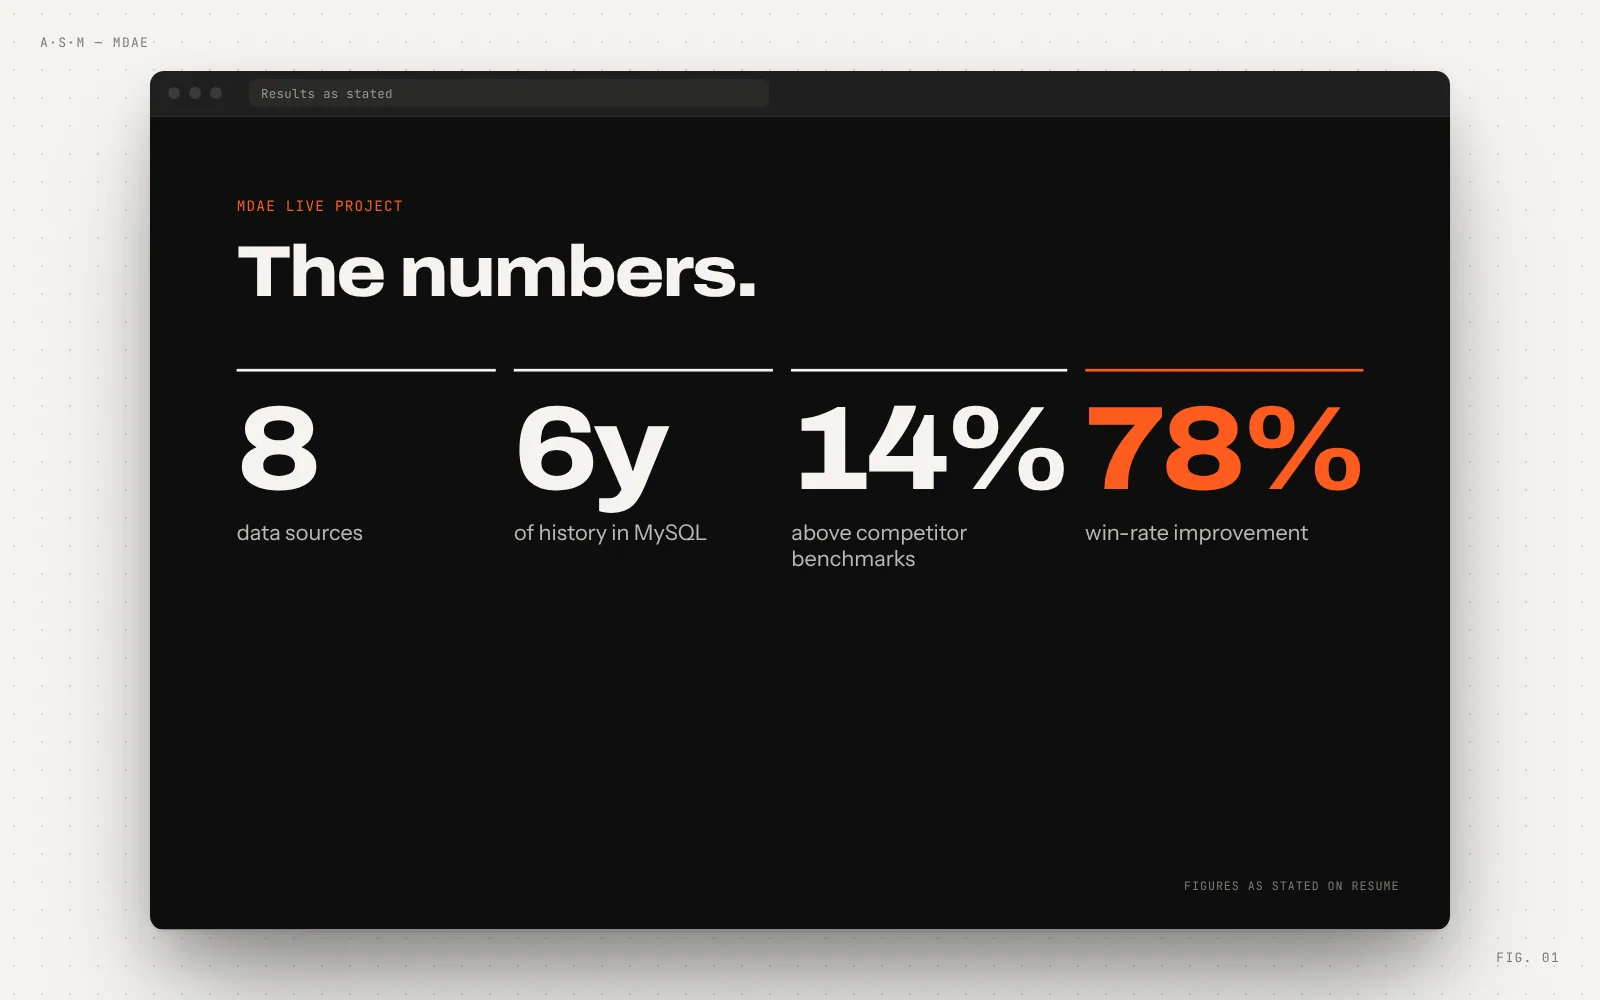 A·S·M — MDAE
Results as stated
MDAE LIVE PROJECT
The numbers.
8
data sources
6y
of history in MySQL
14%
above competitor
benchmarks
78%
win-rate improvement
FIGURES AS STATED ON RESUME
FIG. 01